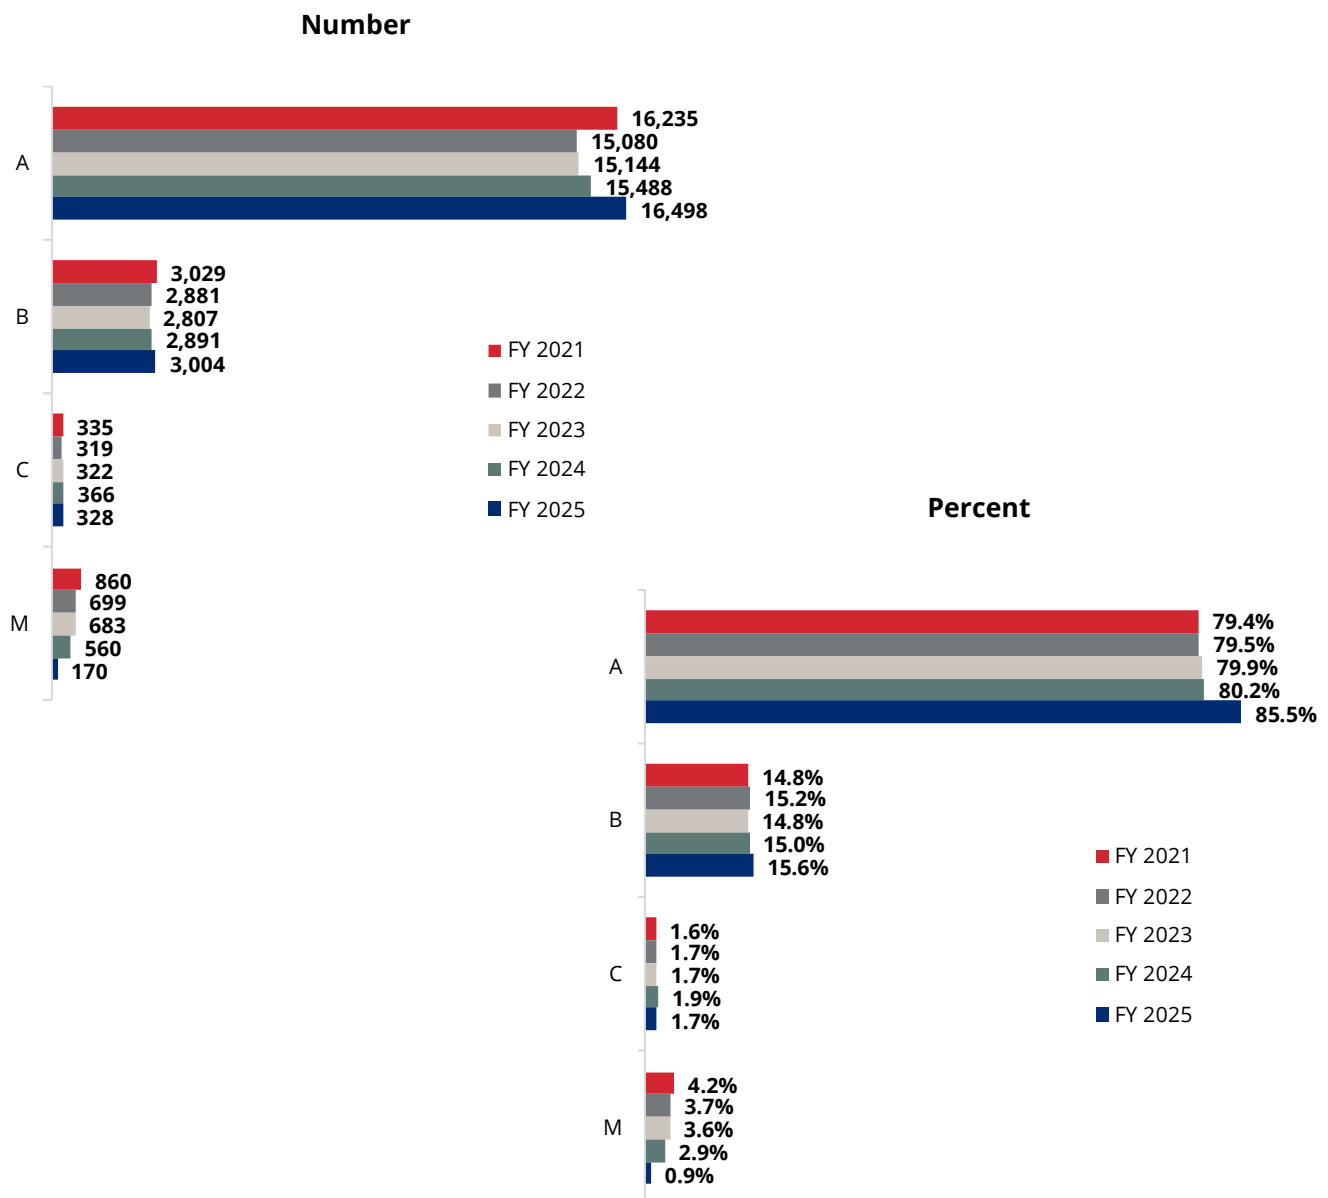 Number
A
16,235
15,080
15,144
15,488
16,498
B
3,029
2,881
2,807
2,891
3,004
C
335
319
322
366
328
M
860
699
683
560
170
FY 2021
FY 2022
FY 2023
FY 2024
FY 2025
Percent
A
79.4%
79.5%
79.9%
80.2%
85.5%
B
14.8%
15.2%
14.8%
15.0%
15.6%
C
1.6%
1.7%
1.7%
1.9%
1.7%
M
4.2%
3.7%
3.6%
2.9%
0.9%
FY 2021
FY 2022
FY 2023
FY 2024
FY 2025